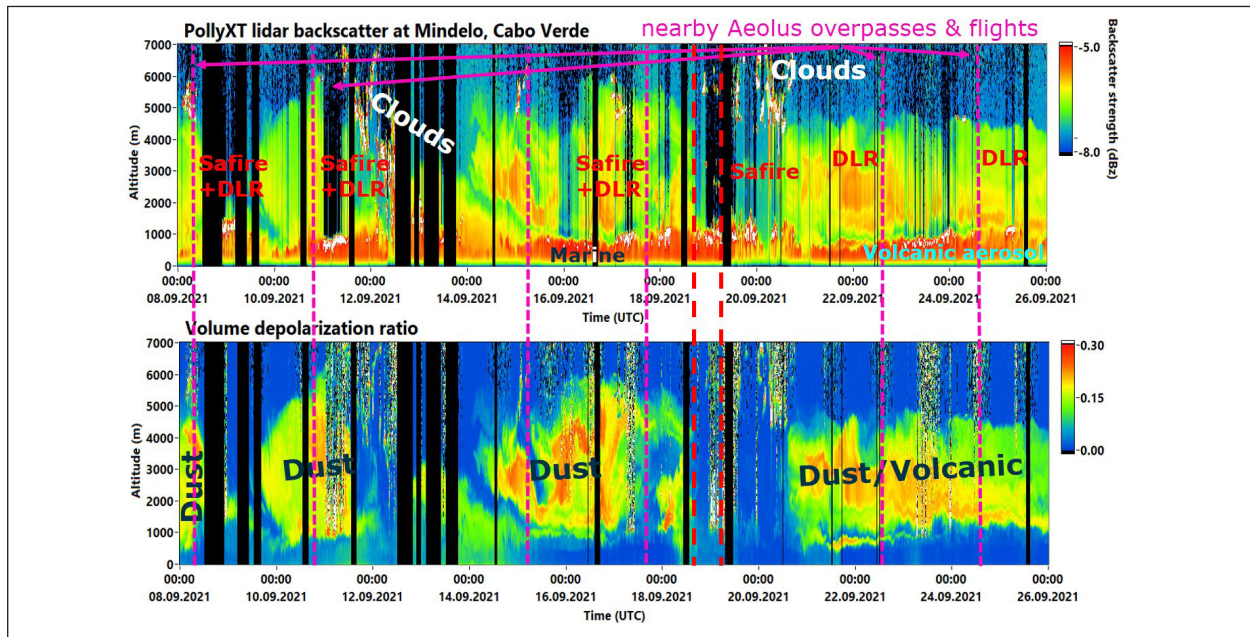 PollyXT lidar backscatter at Mindelo, Cabo Verde
nearby Aeolus overpasses & flights
7000
6000
5000
4000
3000
2000
1000
0
Altitude (m)
Clouds
Clouds
Safire
+DLR
Safire
+DLR
Safire
+DLR
Safire
DLR
DLR
Marine
Volcanic aerosol
-5.0
-8.0
Backscatter strength (dBz)
00:00 00:00 00:00 00:00 00:00 00:00 00:00 00:00 00:00 00:00
08.09.2021 10.09.2021 12.09.2021 14.09.2021 16.09.2021 18.09.2021 20.09.2021 22.09.2021 24.09.2021 26.09.2021
Time (UTC)
Volume depolarization ratio
7000
6000
5000
4000
3000
2000
1000
0
Altitude (m)
Dust
Dust
Dust
Dust/Volcanic
-0.30
-0.15
-0.00
00:00 00:00 00:00 00:00 00:00 00:00 00:00 00:00 00:00 00:00
08.09.2021 10.09.2021 12.09.2021 14.09.2021 16.09.2021 18.09.2021 20.09.2021 22.09.2021 24.09.2021 26.09.2021
Time (UTC)